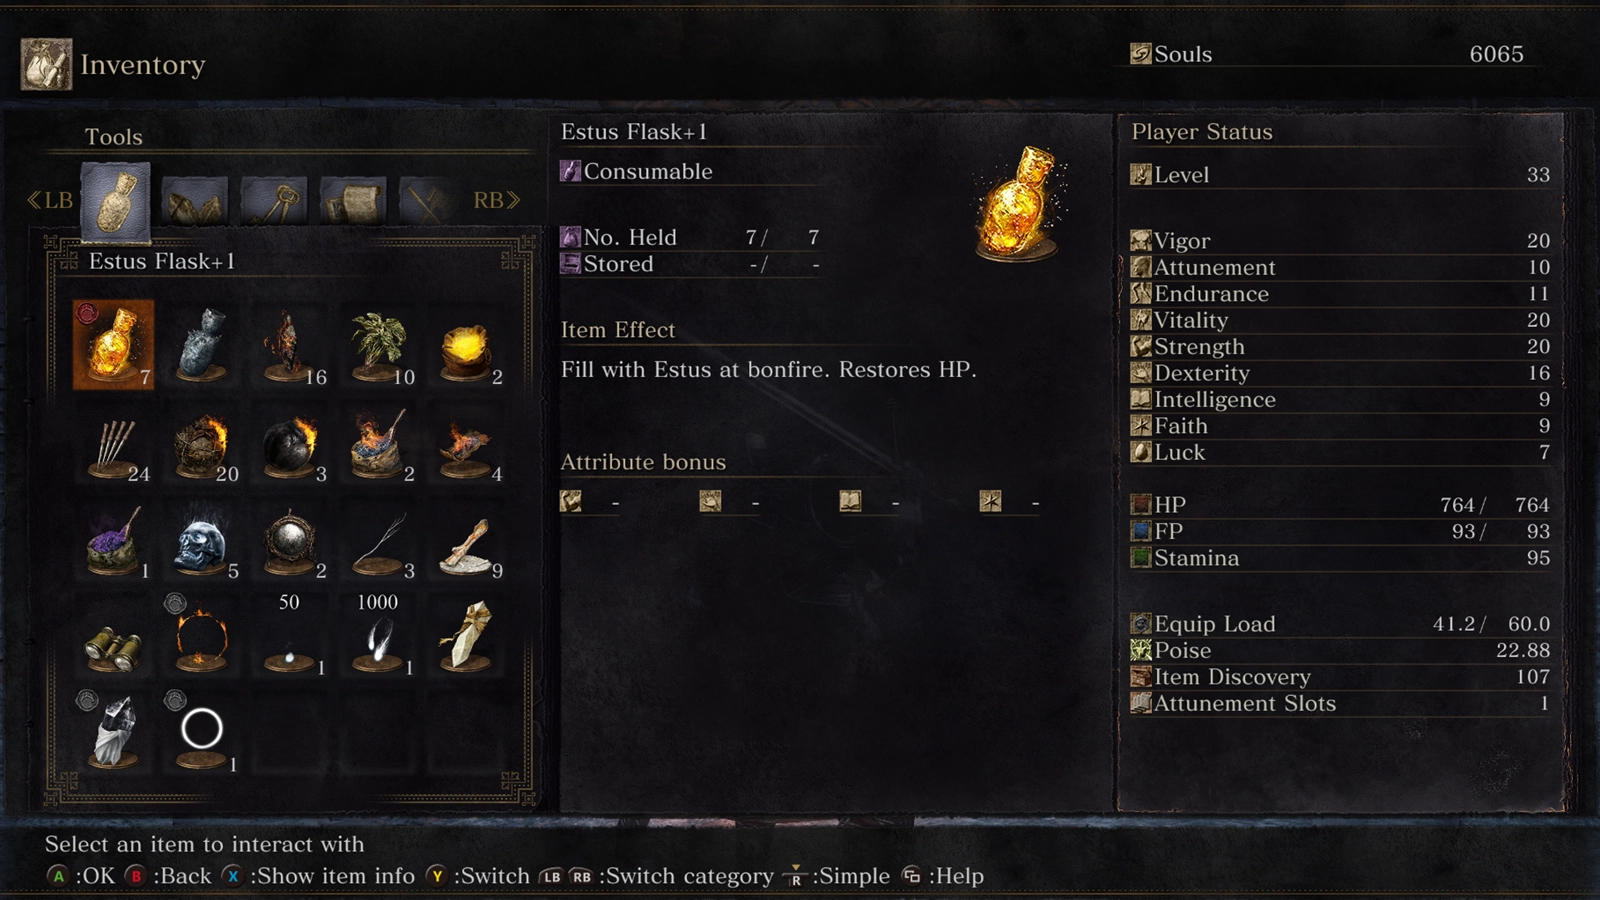 Inventory
Souls 6065
Tools
LB RB
Estus Flask+1
7
16
10
2
24
20
3
2
4
1
5
2
3
9
50 1000
1
1
1
Estus Flask+1
Consumable
No. Held 7/ 7
Stored -/ -
Item Effect
Fill with Estus at bonfire. Restores HP.
Attribute bonus
- - - -
Player Status
Level 33
Vigor 20
Attunement 10
Endurance 11
Vitality 20
Strength 20
Dexterity 16
Intelligence 9
Faith 9
Luck 7
HP 764/ 764
FP 93/ 93
Stamina 95
Equip Load 41.2/ 60.0
Poise 22.88
Item Discovery 107
Attunement Slots 1
Select an item to interact with
A :OK B :Back X :Show item info Y :Switch LB RB :Switch category R :Simple :Help